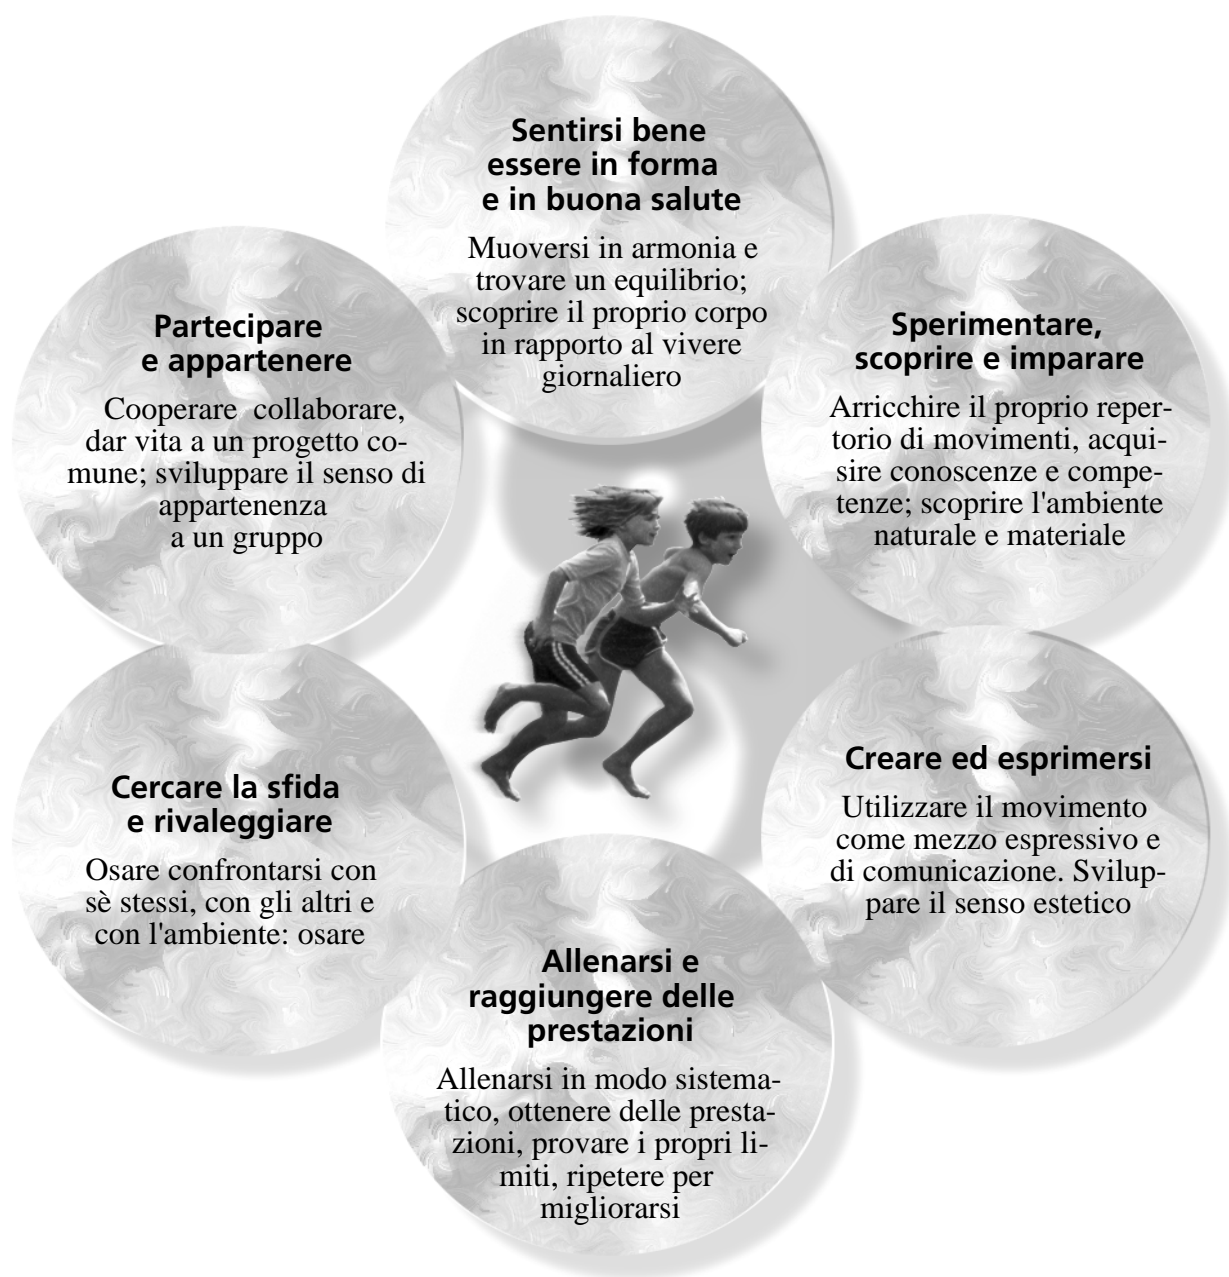 Sentirsi bene
essere in forma
e in buona salute
Muoversi in armonia e
trovare un equilibrio;
scoprire il proprio corpo
in rapporto al vivere
giornaliero
Sperimentare,
scoprire e imparare
Arricchire il proprio reper-
torio di movimenti, acqui-
sire conoscenze e compe-
tenze; scoprire l'ambiente
naturale e materiale
Creare ed esprimersi
Utilizzare il movimento
come mezzo espressivo e
di comunicazione. Svilup-
pare il senso estetico
Allenarsi e
raggiungere delle
prestazioni
Allenarsi in modo sistema-
tico, ottenere delle presta-
zioni, provare i propri li-
miti, ripetere per
migliorarsi
Cercare la sfida
e rivaleggiare
Osare confrontarsi con
sè stessi, con gli altri e
con l'ambiente: osare
Partecipare
e appartenere
Cooperare  collaborare,
dar vita a un progetto co-
mune; sviluppare il senso di
appartenenza
a un gruppo